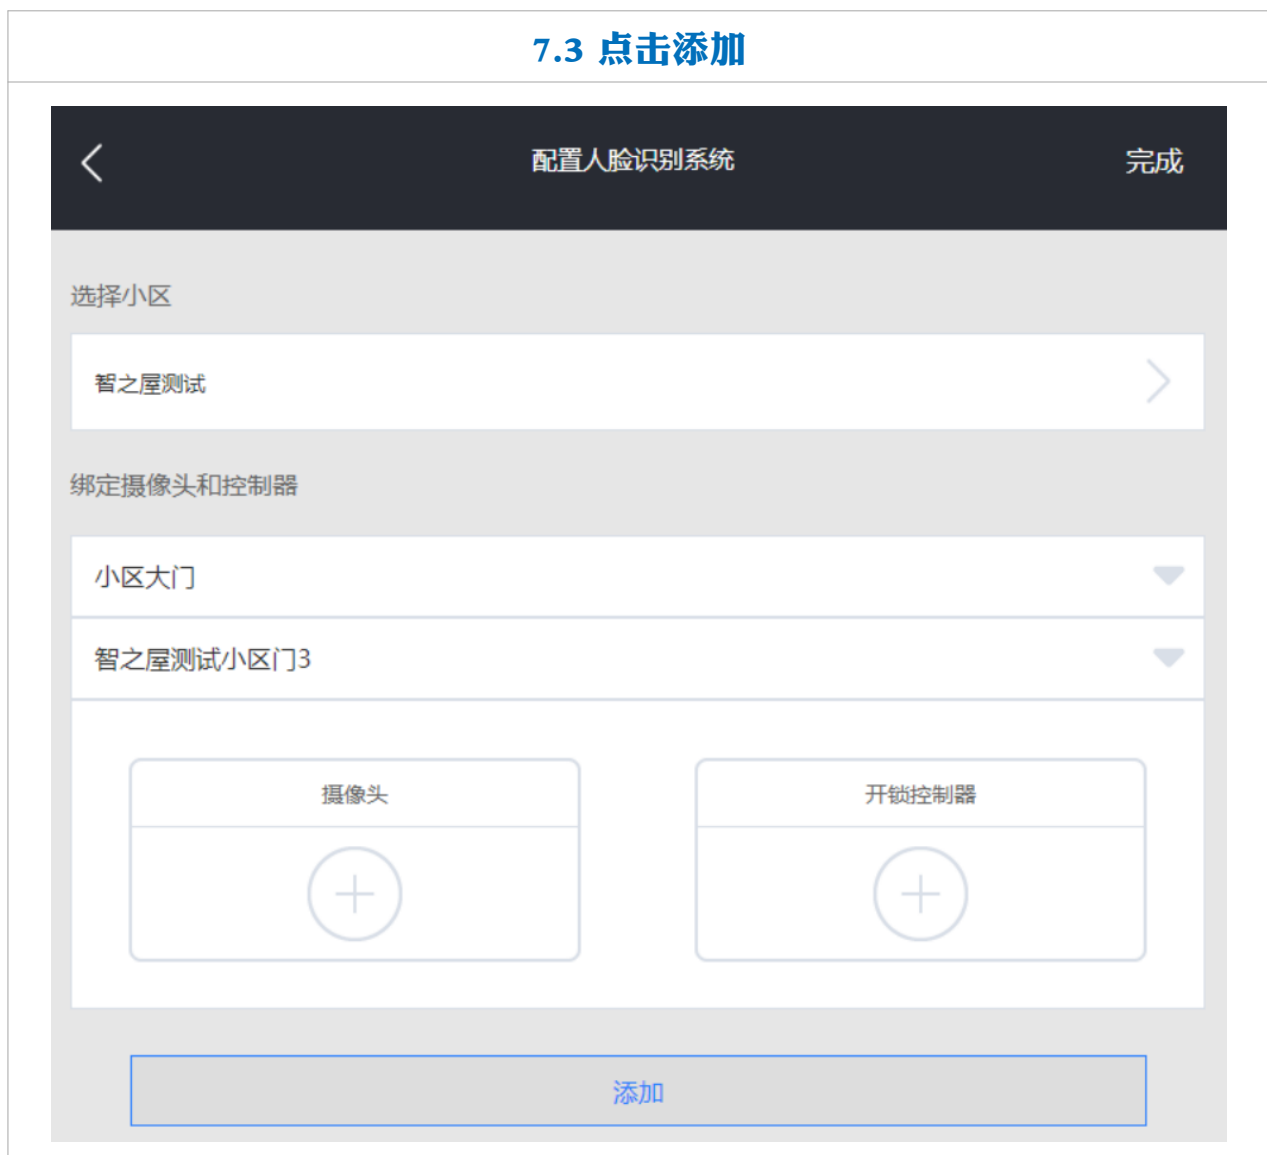 7.3 点击添加
配置人脸识别系统
完成
选择小区
智之屋测试
绑定摄像头和控制器
小区大门
智之屋测试小区门3
摄像头
开锁控制器
添加